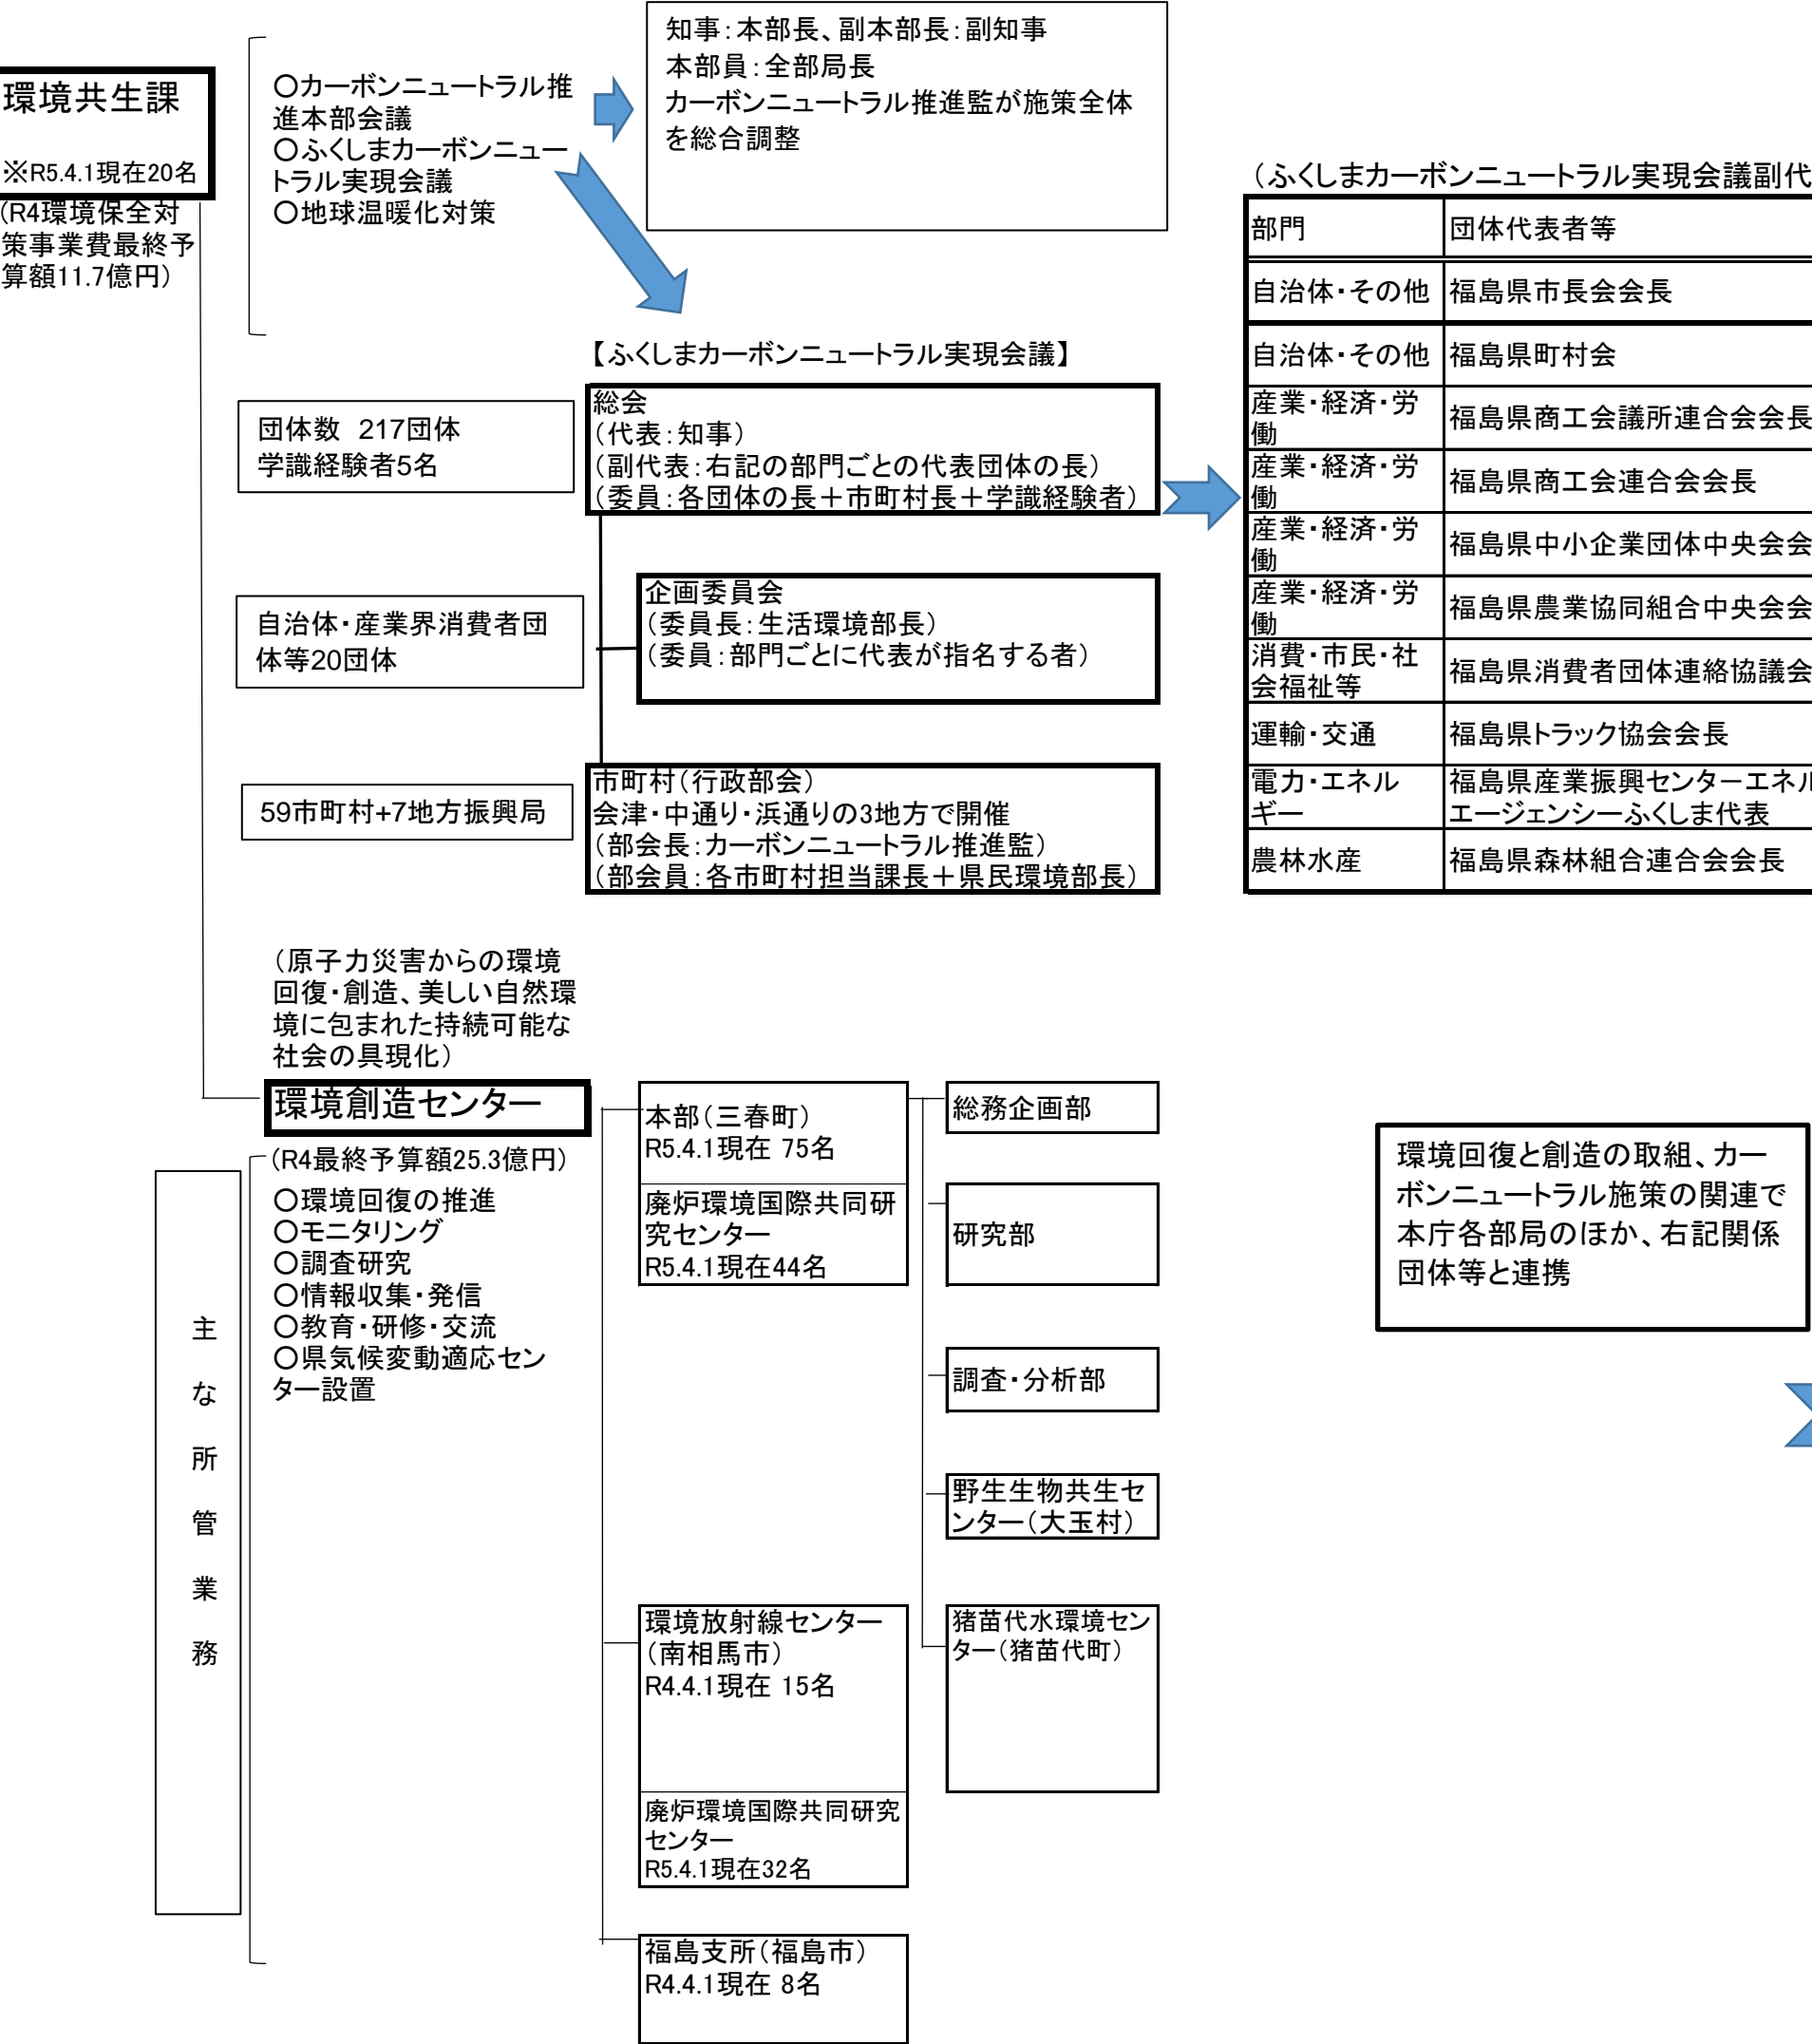 環境共生課
※R5.4.1現在20名
(R4環境保全対
策事業費最終予
算額11.7億円)
〇カーボンニュートラル推
進本部会議
〇ふくしまカーボンニュー
トラル実現会議
〇地球温暖化対策
知事：本部長、副本部長：副知事
本部員：全部局長
カーボンニュートラル推進監が施策全体
を総合調整
【ふくしまカーボンニュートラル実現会議】
団体数 217団体
学識経験者5名
総会
（代表：知事）
（副代表：右記の部門ごとの代表団体の長）
（委員：各団体の長＋市町村長＋学識経験者）
自治体・産業界消費者団
体等20団体
企画委員会
（委員長：生活環境部長）
（委員：部門ごとに代表が指名する者）
59市町村+7地方振興局
市町村（行政部会）
会津・中通り・浜通りの3地方で開催
（部会長：カーボンニュートラル推進監）
（部会員：各市町村担当課長＋県民環境部長）
（ふくしまカーボンニュートラル実現会議副代
部門 団体代表者等
自治体・その他 福島県市長会会長
自治体・その他 福島県町村会
産業・経済・労
働
福島県商工会議所連合会会長
産業・経済・労
働
福島県商工会連合会会長
産業・経済・労
働
福島県中小企業団体中央会会
産業・経済・労
働
福島県農業協同組合中央会会
消費・市民・社
会福祉等
福島県消費者団体連絡協議会
運輸・交通 福島県トラック協会会長
電力・エネル
ギー
福島県産業振興センターエネル
エージェンシーふくしま代表
農林水産 福島県森林組合連合会会長
（原子力災害からの環境
回復・創造、美しい自然環
境に包まれた持続可能な
社会の具現化）
環境創造センター
(R4最終予算額25.3億円)
〇環境回復の推進
〇モニタリング
〇調査研究
〇情報収集・発信
〇教育・研修・交流
〇県気候変動適応セン
ター設置
主な所管業務
本部（三春町）
R5.4.1現在 75名
廃炉環境国際共同研
究センター
R5.4.1現在44名
環境放射線センター
（南相馬市）
R4.4.1現在 15名
廃炉環境国際共同研究
センター
R5.4.1現在32名
福島支所（福島市）
R4.4.1現在 8名
総務企画部
研究部
調査・分析部
野生生物共生セ
ンター（大玉村）
猪苗代水環境セン
ター（猪苗代町）
環境回復と創造の取組、カー
ボンニュートラル施策の関連で
本庁各部局のほか、右記関係
団体等と連携